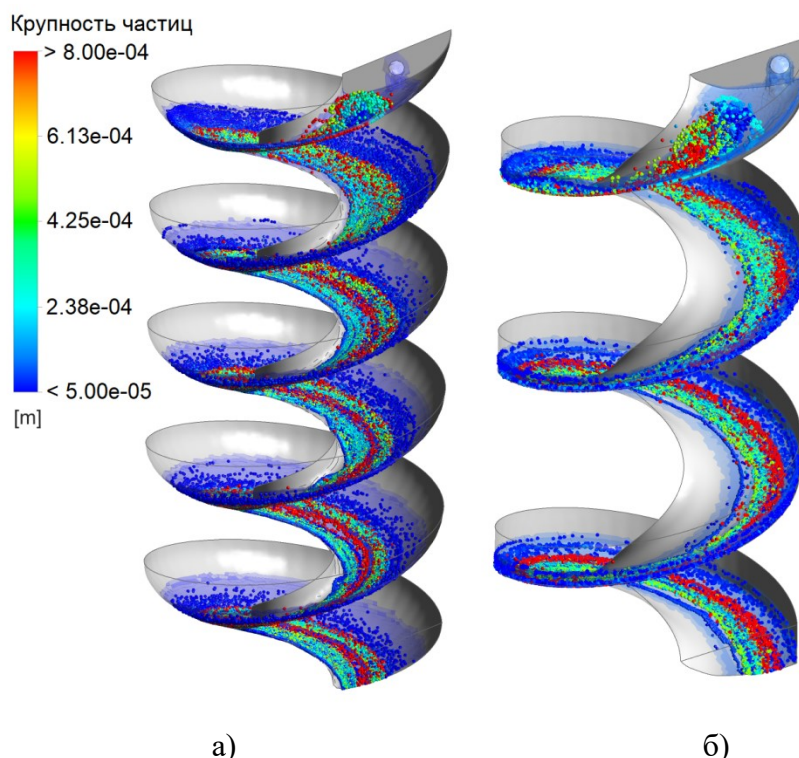 Крупность частиц
> 8.00e-04
6.13e-04
4.25e-04
2.38e-04
< 5.00e-05
[m]
а) б)